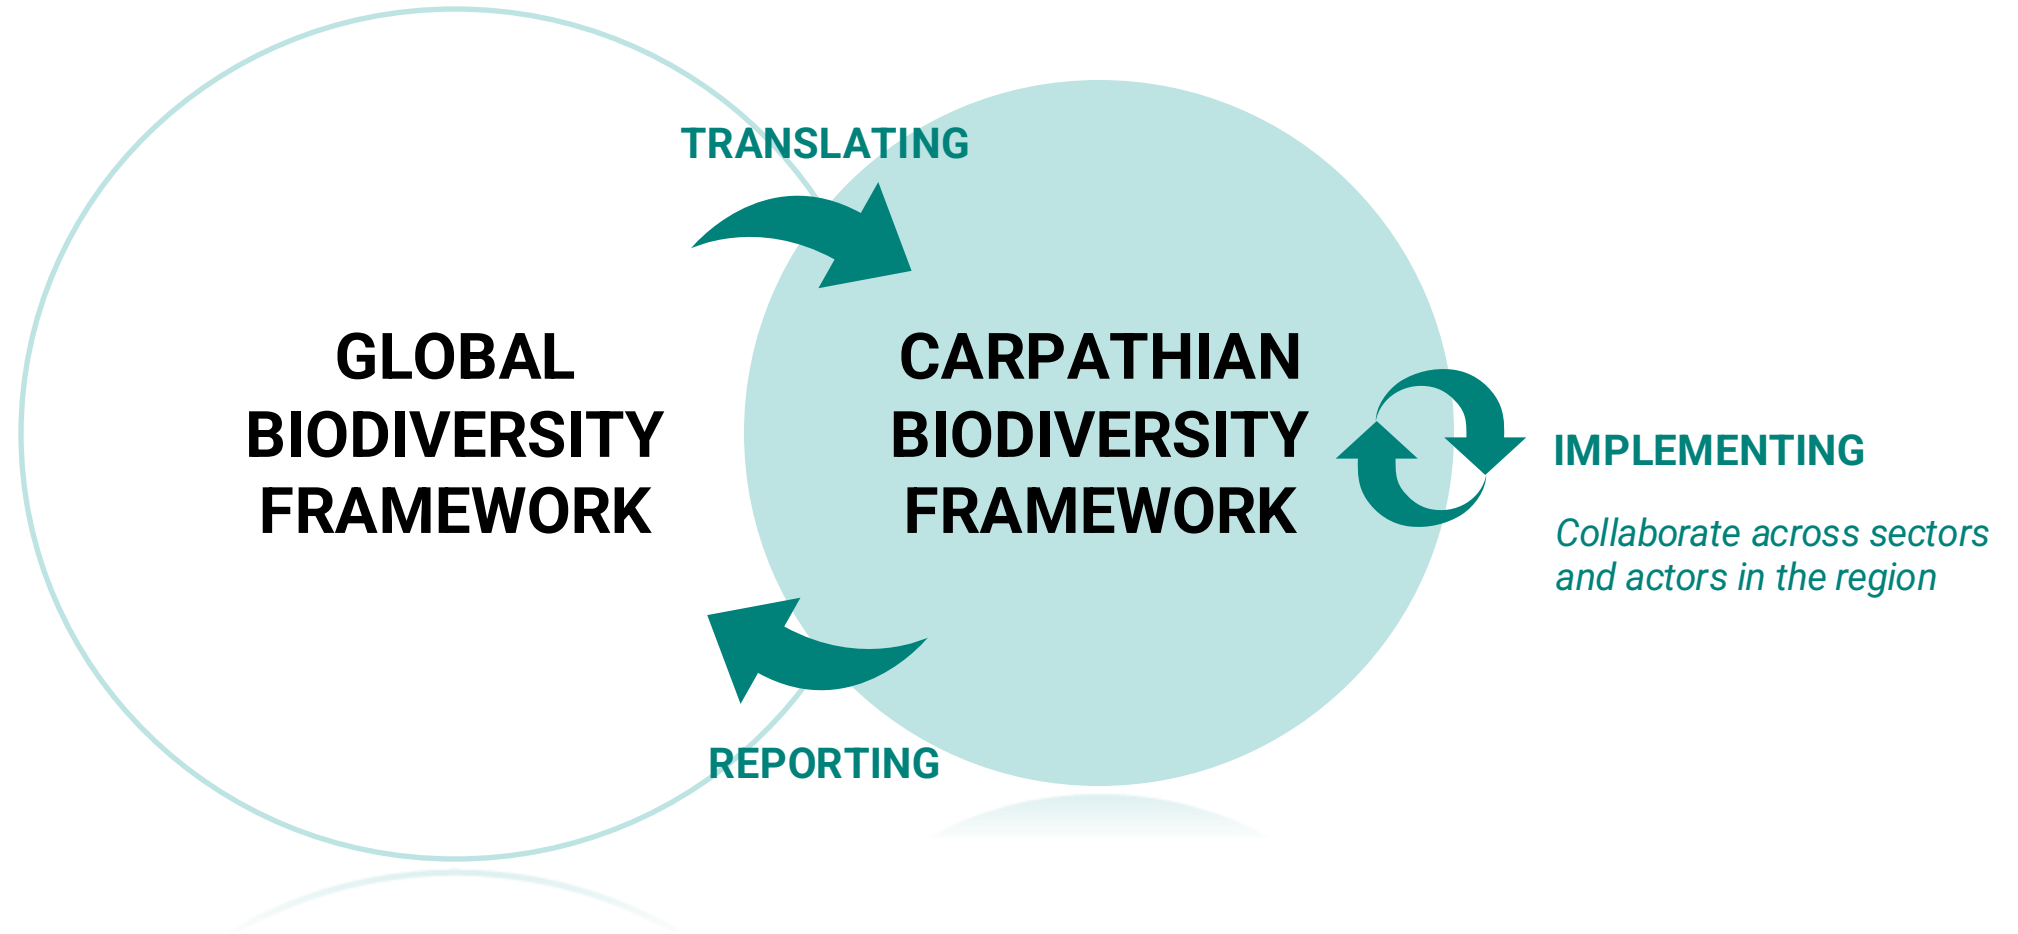 TRANSLATING
GLOBAL
BIODIVERSITY
FRAMEWORK
CARPATHIAN
BIODIVERSITY
FRAMEWORK
IMPLEMENTING
Collaborate across sectors
and actors in the region
REPORTING